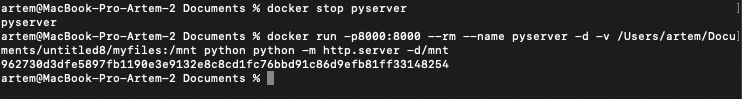 artem@MacBook-Pro-Artem-2 Documents % docker stop pyserver
pyserver
artem@MacBook-Pro-Artem-2 Documents % docker run -p8000:8000 --rm --name pyserver -d -v /Users/artem/Docu
ments/untitled8/myfiles:/mnt python python -m http.server -d/mnt
962730d3dfe5897fb1190e3e9132e8c8cd1fc76bbd91c86d9efb81ff33148254
artem@MacBook-Pro-Artem-2 Documents %